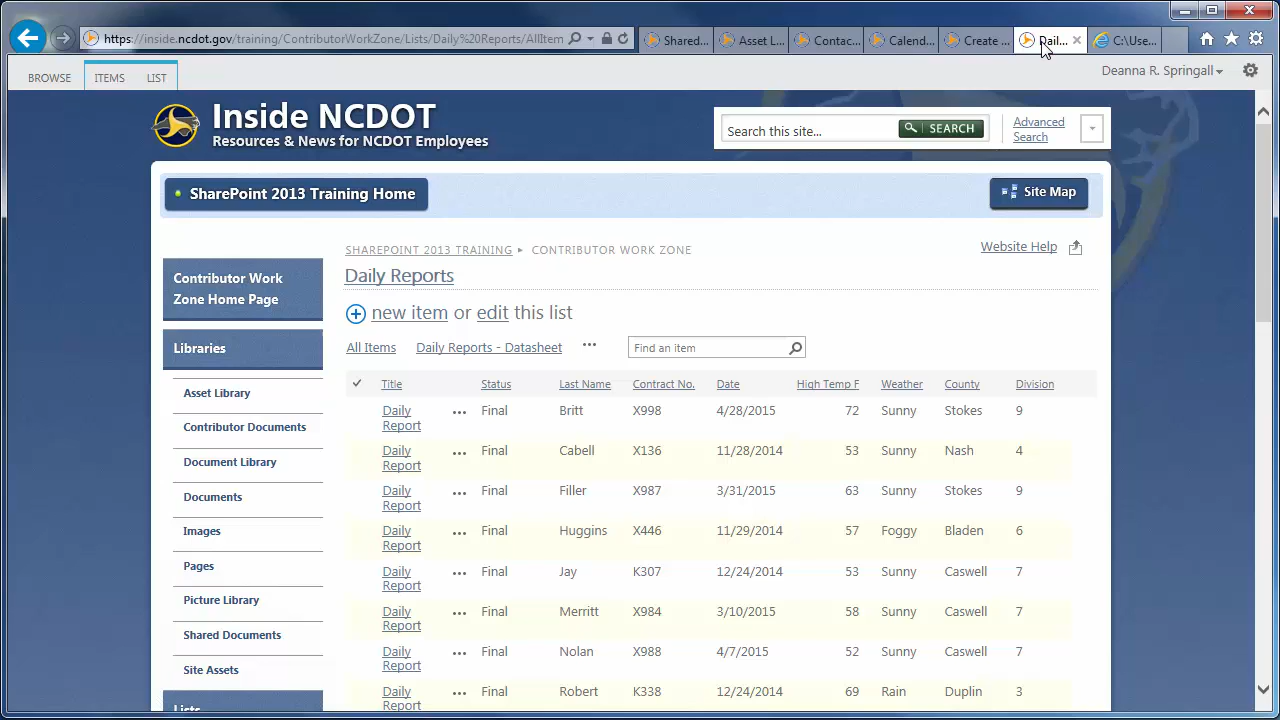 https://inside.ncdot.gov/training/ContributorWorkZone/Lists/Daily%20Reports/AllItem
Shared... Asset L... Contac... Calend... Create ... Dail... C:\Use...
BROWSE ITEMS LIST
Deanna R. Springall
Inside NCDOT
Resources & News for NCDOT Employees
Search this site... SEARCH
Advanced
Search
SharePoint 2013 Training Home
Site Map
SHAREPOINT 2013 TRAINING CONTRIBUTOR WORK ZONE
Website Help
Daily Reports
new item or edit this list
All Items Daily Reports - Datasheet ... Find an item
Contributor Work
Zone Home Page
Libraries
Asset Library
Contributor Documents
Document Library
Documents
Images
Pages
Picture Library
Shared Documents
Site Assets
Lists
Title Status Last Name Contract No. Date High Temp F Weather County Division
Daily Report ... Final Britt X998 4/28/2015 72 Sunny Stokes 9
Daily Report ... Final Cabell X136 11/28/2014 53 Sunny Nash 4
Daily Report ... Final Filler X987 3/31/2015 63 Sunny Stokes 9
Daily Report ... Final Huggins X446 11/29/2014 57 Foggy Bladen 6
Daily Report ... Final Jay K307 12/24/2014 53 Sunny Caswell 7
Daily Report ... Final Merritt X984 3/10/2015 58 Sunny Caswell 7
Daily Report ... Final Nolan X988 4/7/2015 52 Sunny Caswell 7
Daily Report ... Final Robert K338 12/24/2014 69 Rain Duplin 3